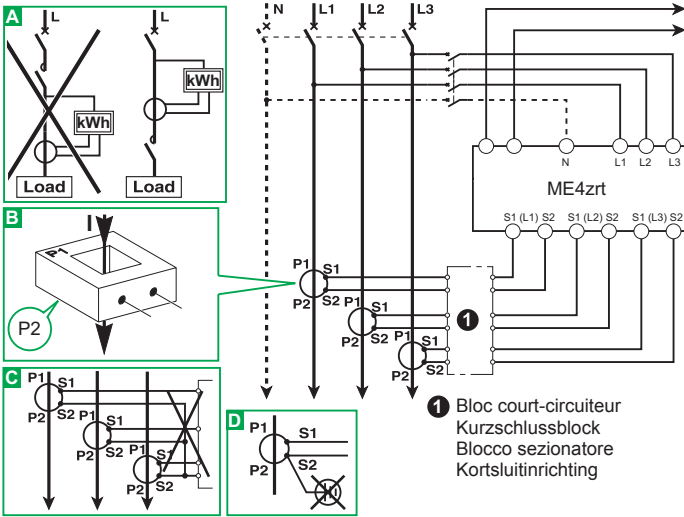 A
L
L
kWh
kWh
Load
Load
N
L1
L2
L3
N
L1
L2
L3
ME4zrt
S1 (L1)
S2
S1 (L2)
S2
S1 (L3)
S2
B
I
P1
P2
P1
S1
P2
S2
P1
S1
P2
S2
P1
S1
P2
S2
1
C
P1
S1
P2
S2
P1
S1
P2
S2
P1
S1
P2
S2
D
P1
S1
P2
S2
1 Bloc court-circuiteur
Kurzschlussblock
Blocco sezionatore
Kortsluitinrichting